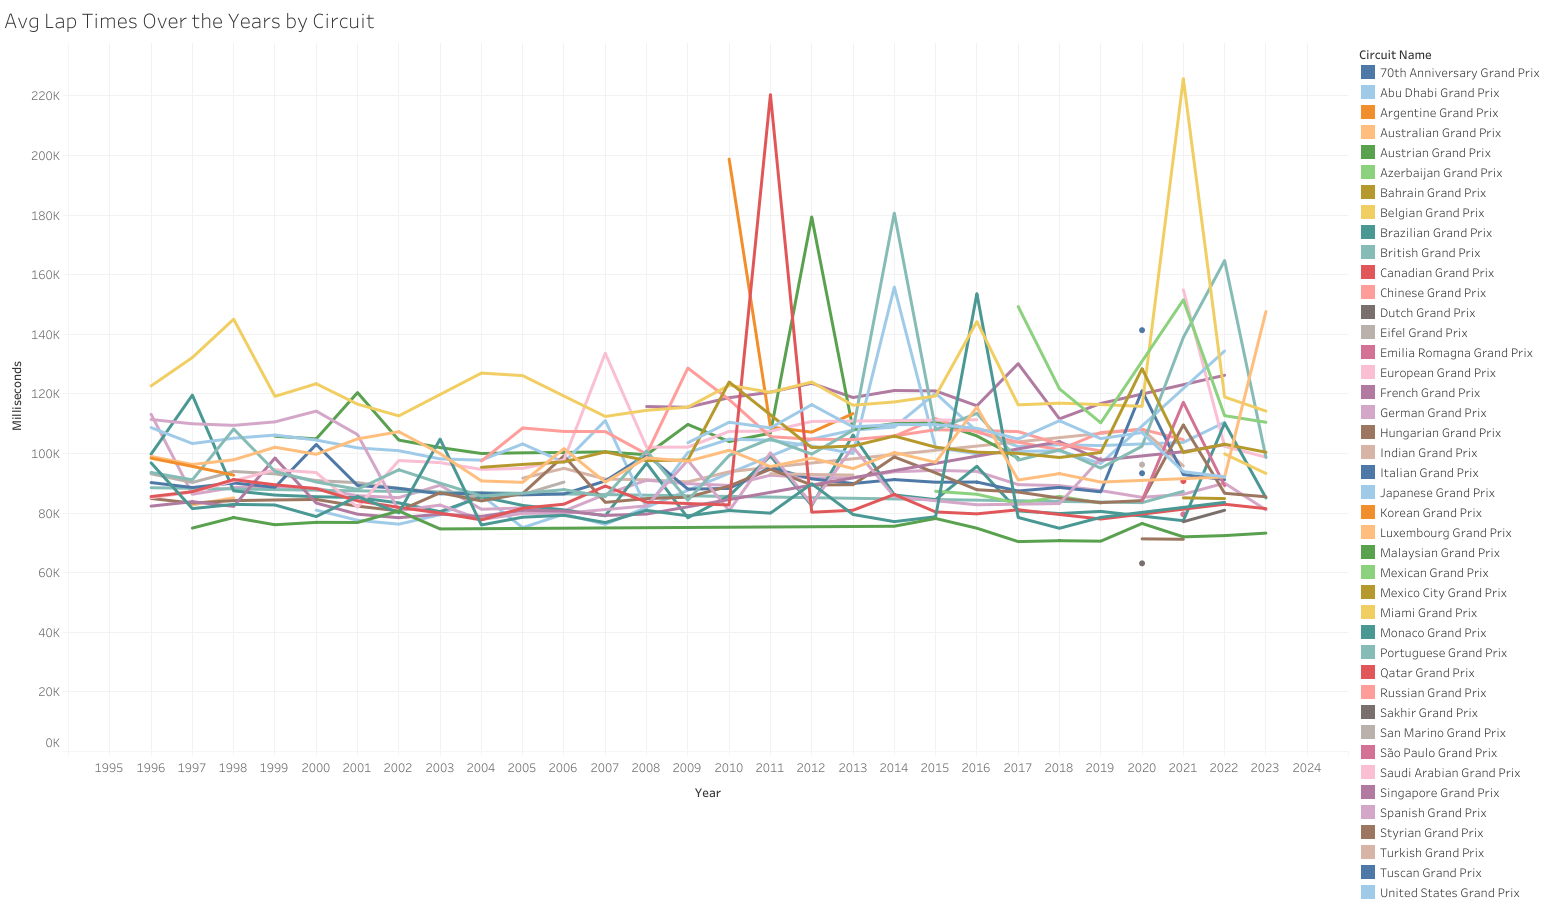 Avg Lap Times Over the Years by Circuit
Circuit Name
70th Anniversary Grand Prix
Abu Dhabi Grand Prix
Argentine Grand Prix
Australian Grand Prix
Austrian Grand Prix
Azerbaijan Grand Prix
Bahrain Grand Prix
Belgian Grand Prix
Brazilian Grand Prix
British Grand Prix
Canadian Grand Prix
Chinese Grand Prix
Dutch Grand Prix
Eifel Grand Prix
Emilia Romagna Grand Prix
European Grand Prix
French Grand Prix
German Grand Prix
Hungarian Grand Prix
Indian Grand Prix
Italian Grand Prix
Japanese Grand Prix
Korean Grand Prix
Luxembourg Grand Prix
Malaysian Grand Prix
Mexican Grand Prix
Mexico City Grand Prix
Miami Grand Prix
Monaco Grand Prix
Portuguese Grand Prix
Qatar Grand Prix
Russian Grand Prix
Sakhir Grand Prix
San Marino Grand Prix
São Paulo Grand Prix
Saudi Arabian Grand Prix
Singapore Grand Prix
Spanish Grand Prix
Styrian Grand Prix
Turkish Grand Prix
Tuscan Grand Prix
United States Grand Prix
220K
200K
180K
160K
140K
120K
100K
80K
60K
40K
20K
0K
Milliseconds
1995 1996 1997 1998 1999 2000 2001 2002 2003 2004 2005 2006 2007 2008 2009 2010 2011 2012 2013 2014 2015 2016 2017 2018 2019 2020 2021 2022 2023 2024
Year